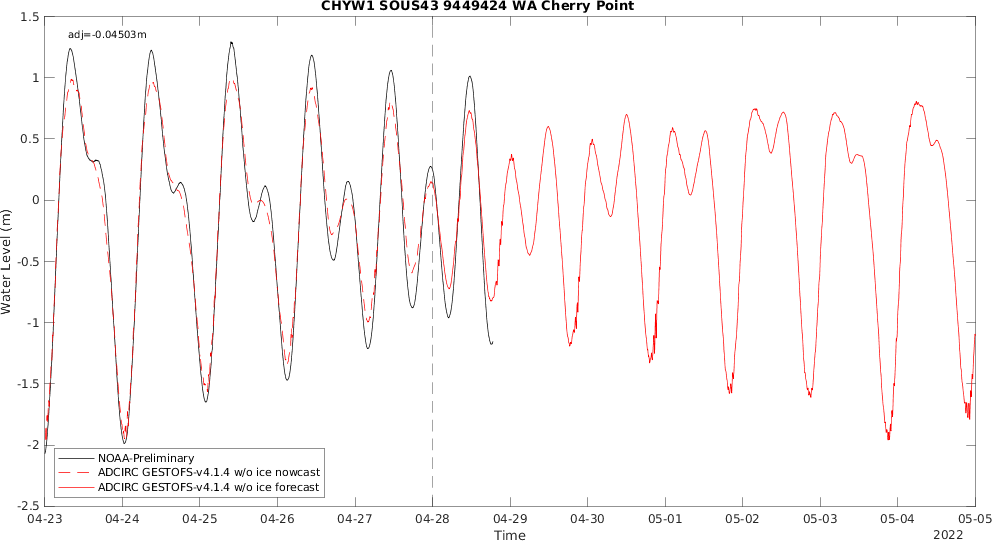 CHYW1 SOUS43 9449424 WA Cherry Point
adj=-0.04503m
1.5
1
0.5
0
-0.5
-1
-1.5
-2
-2.5
Water Level (m)
NOAA-Preliminary
ADCIRC GESTOFS-v4.1.4 w/o ice nowcast
ADCIRC GESTOFS-v4.1.4 w/o ice forecast
04-23 04-24 04-25 04-26 04-27 04-28 04-29 04-30 05-01 05-02 05-03 05-04 05-05
Time
2022